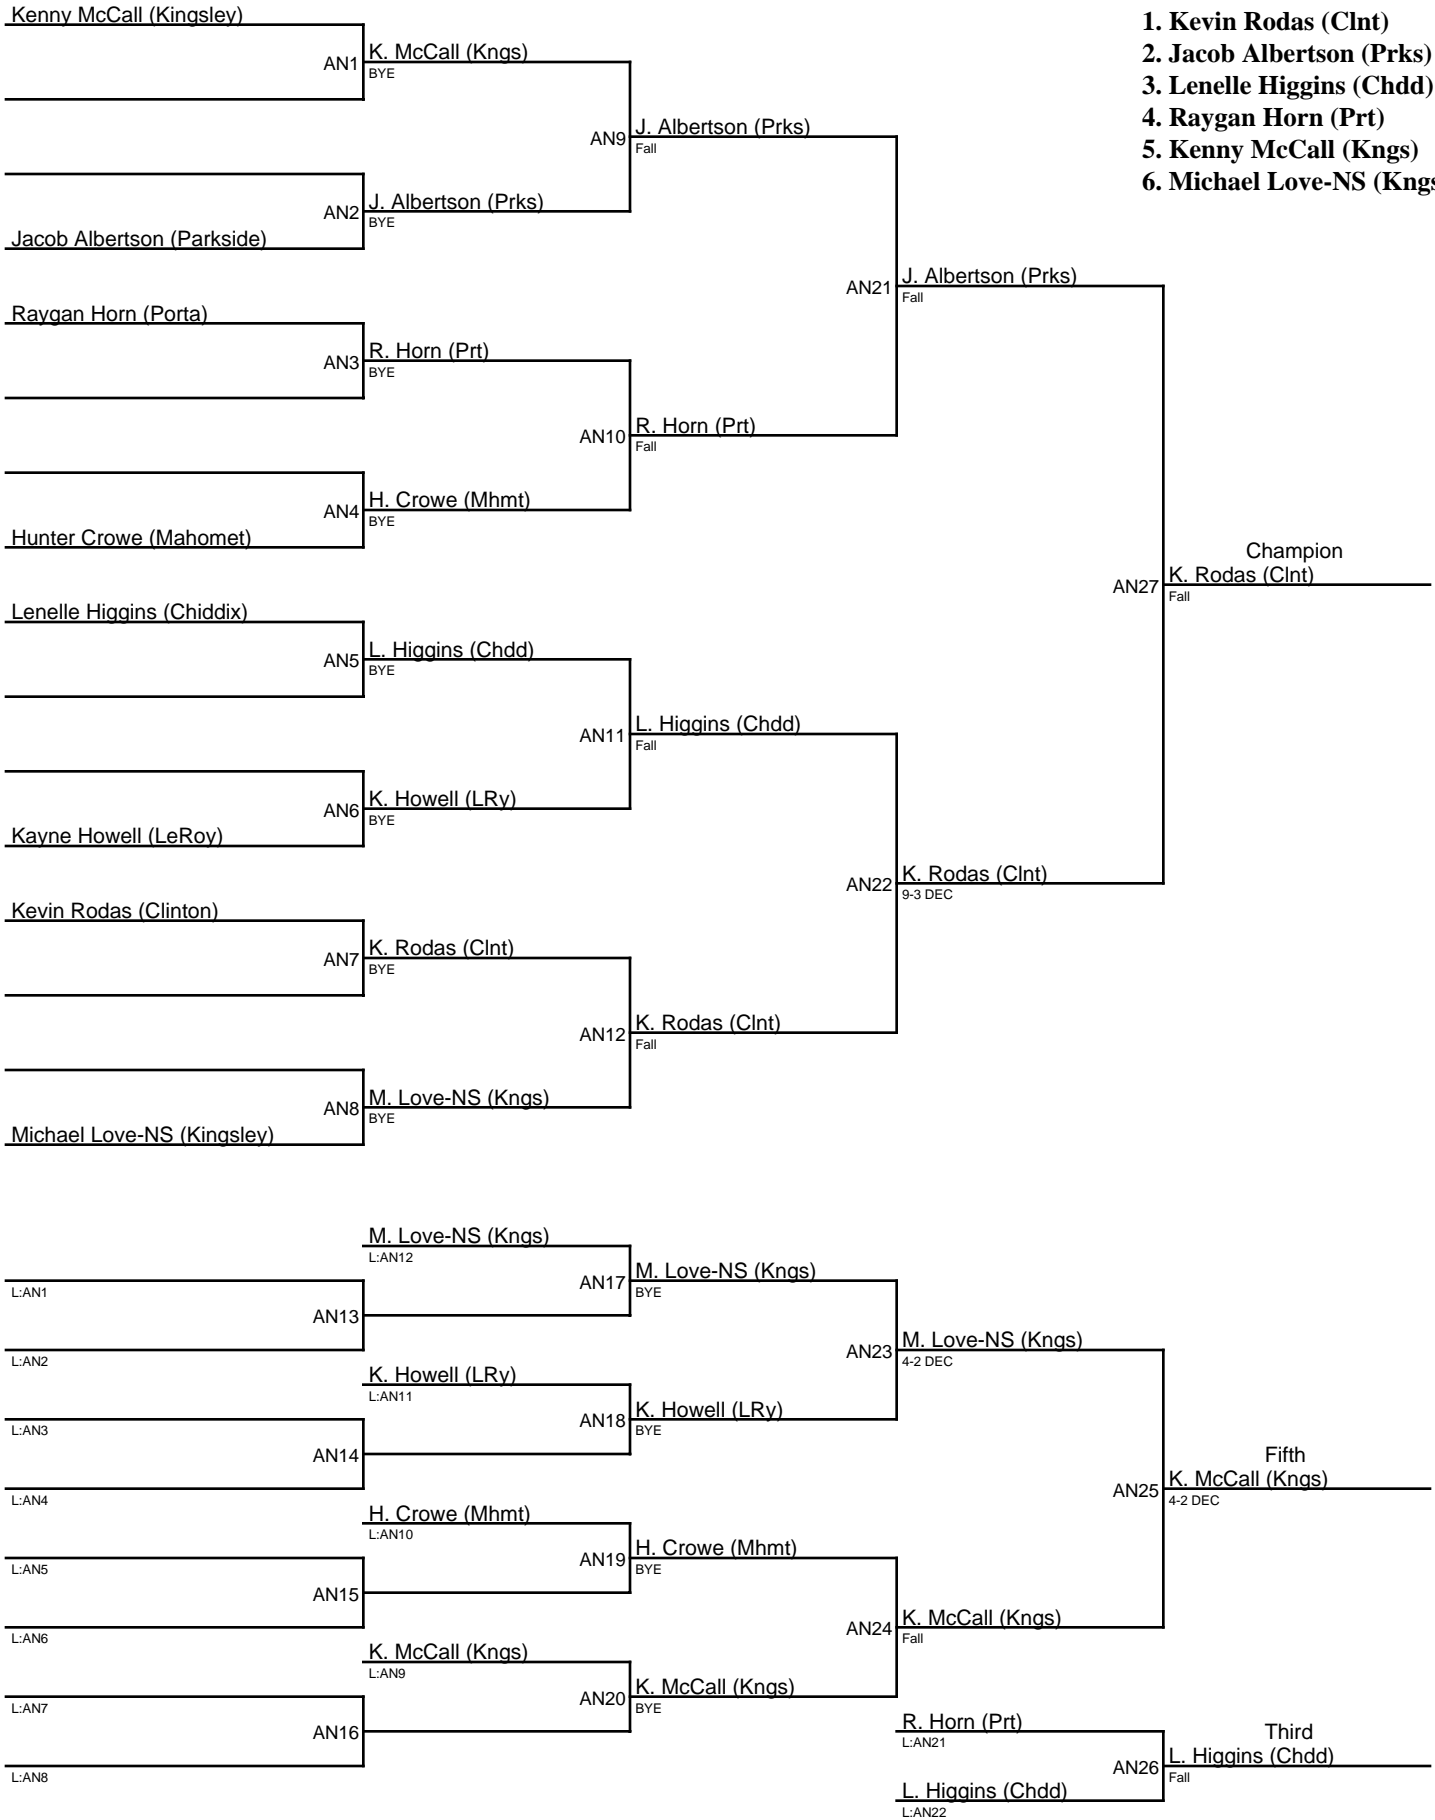 Kenny McCall (Kingsley)
AN1
K. McCall (Kngs)
BYE
AN2
J. Albertson (Prks)
BYE
Jacob Albertson (Parkside)
AN9
J. Albertson (Prks)
Fall
Raygan Horn (Porta)
AN3
R. Horn (Prt)
BYE
AN4
H. Crowe (Mhmt)
BYE
Hunter Crowe (Mahomet)
AN10
R. Horn (Prt)
Fall
AN21
J. Albertson (Prks)
Fall
Lenelle Higgins (Chiddix)
AN5
L. Higgins (Chdd)
BYE
AN6
K. Howell (LRy)
BYE
Kayne Howell (LeRoy)
AN11
L. Higgins (Chdd)
Fall
Kevin Rodas (Clinton)
AN7
K. Rodas (Clnt)
BYE
AN8
M. Love-NS (Kngs)
BYE
Michael Love-NS (Kingsley)
AN12
K. Rodas (Clnt)
Fall
AN22
K. Rodas (Clnt)
9-3 DEC
Champion
AN27
K. Rodas (Clnt)
Fall
1. Kevin Rodas (Clnt)
2. Jacob Albertson (Prks)
3. Lenelle Higgins (Chdd)
4. Raygan Horn (Prt)
5. Kenny McCall (Kngs)
6. Michael Love-NS (Kngs
L:AN1
AN13
L:AN2
M. Love-NS (Kngs)
L:AN12
AN17
M. Love-NS (Kngs)
BYE
L:AN3
AN14
L:AN4
K. Howell (LRy)
L:AN11
AN18
K. Howell (LRy)
BYE
AN23
M. Love-NS (Kngs)
4-2 DEC
L:AN5
AN15
L:AN6
H. Crowe (Mhmt)
L:AN10
AN19
H. Crowe (Mhmt)
BYE
L:AN7
AN16
L:AN8
K. McCall (Kngs)
L:AN9
AN20
K. McCall (Kngs)
BYE
AN24
K. McCall (Kngs)
Fall
Fifth
AN25
K. McCall (Kngs)
4-2 DEC
R. Horn (Prt)
L:AN21
L. Higgins (Chdd)
L:AN22
Third
AN26
L. Higgins (Chdd)
Fall